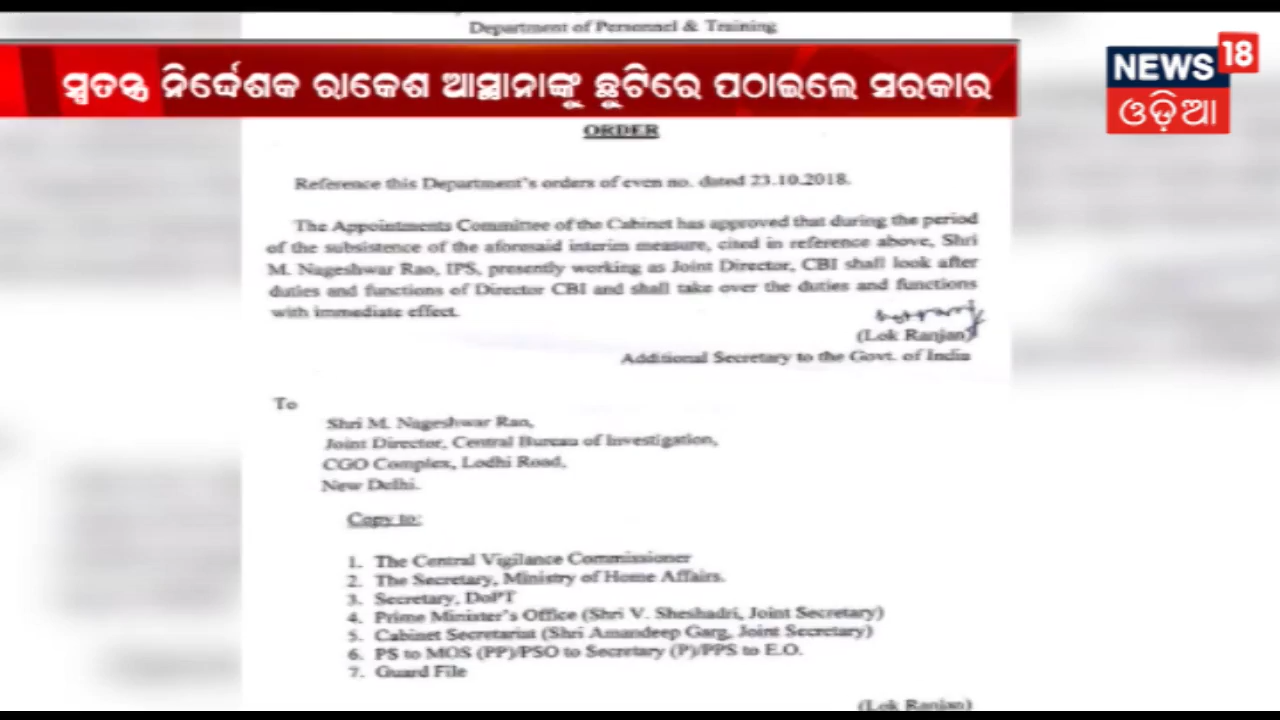 Department of Personnel & Training
ସ୍ୱତନ୍ତ୍ର ନିର୍ଦ୍ଦେଶକ ରାକେଶ ଆସ୍ଥାନାଙ୍କୁ ଛୁଟିରେ ପଠାଇଲେ ସରକାର
NEWS 18
ଓଡ଼ିଆ
ORDER
Reference this Department's orders of even no. dated 23.10.2018.
The Appointments Committee of the Cabinet has approved that during the period
of the subsistence of the aforesaid interim measure, cited in reference above, Shri
M. Nageshwar Rao, IPS, presently working as Joint Director, CBI shall look after
duties and functions of Director CBI and shall take over the duties and functions
with immediate effect.
(Lok Ranjan)
Additional Secretary to the Govt. of India
To
Shri M. Nageshwar Rao,
Joint Director, Central Bureau of Investigation,
CGO Complex, Lodhi Road,
New Delhi.
Copy to:
1. The Central Vigilance Commissioner
2. The Secretary, Ministry of Home Affairs.
3. Secretary, DoPT
4. Prime Minister's Office (Shri V. Sheshadri, Joint Secretary)
5. Cabinet Secretariat (Shri Amandeep Garg, Joint Secretary)
6. PS to MOS (PP)/PSO to Secretary (P)/PPS to E.O.
7. Guard File
(Lok Ranjan)